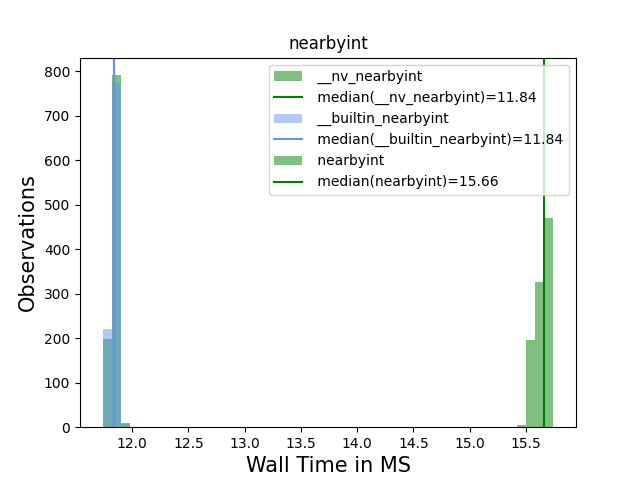 nearbyint
__nv_nearbyint
median(__nv_nearbyint)=11.84
__builtin_nearbyint
median(__builtin_nearbyint)=11.84
nearbyint
median(nearbyint)=15.66
Observations
800
700
600
500
400
300
200
100
0
12.0 12.5 13.0 13.5 14.0 14.5 15.0 15.5
Wall Time in MS